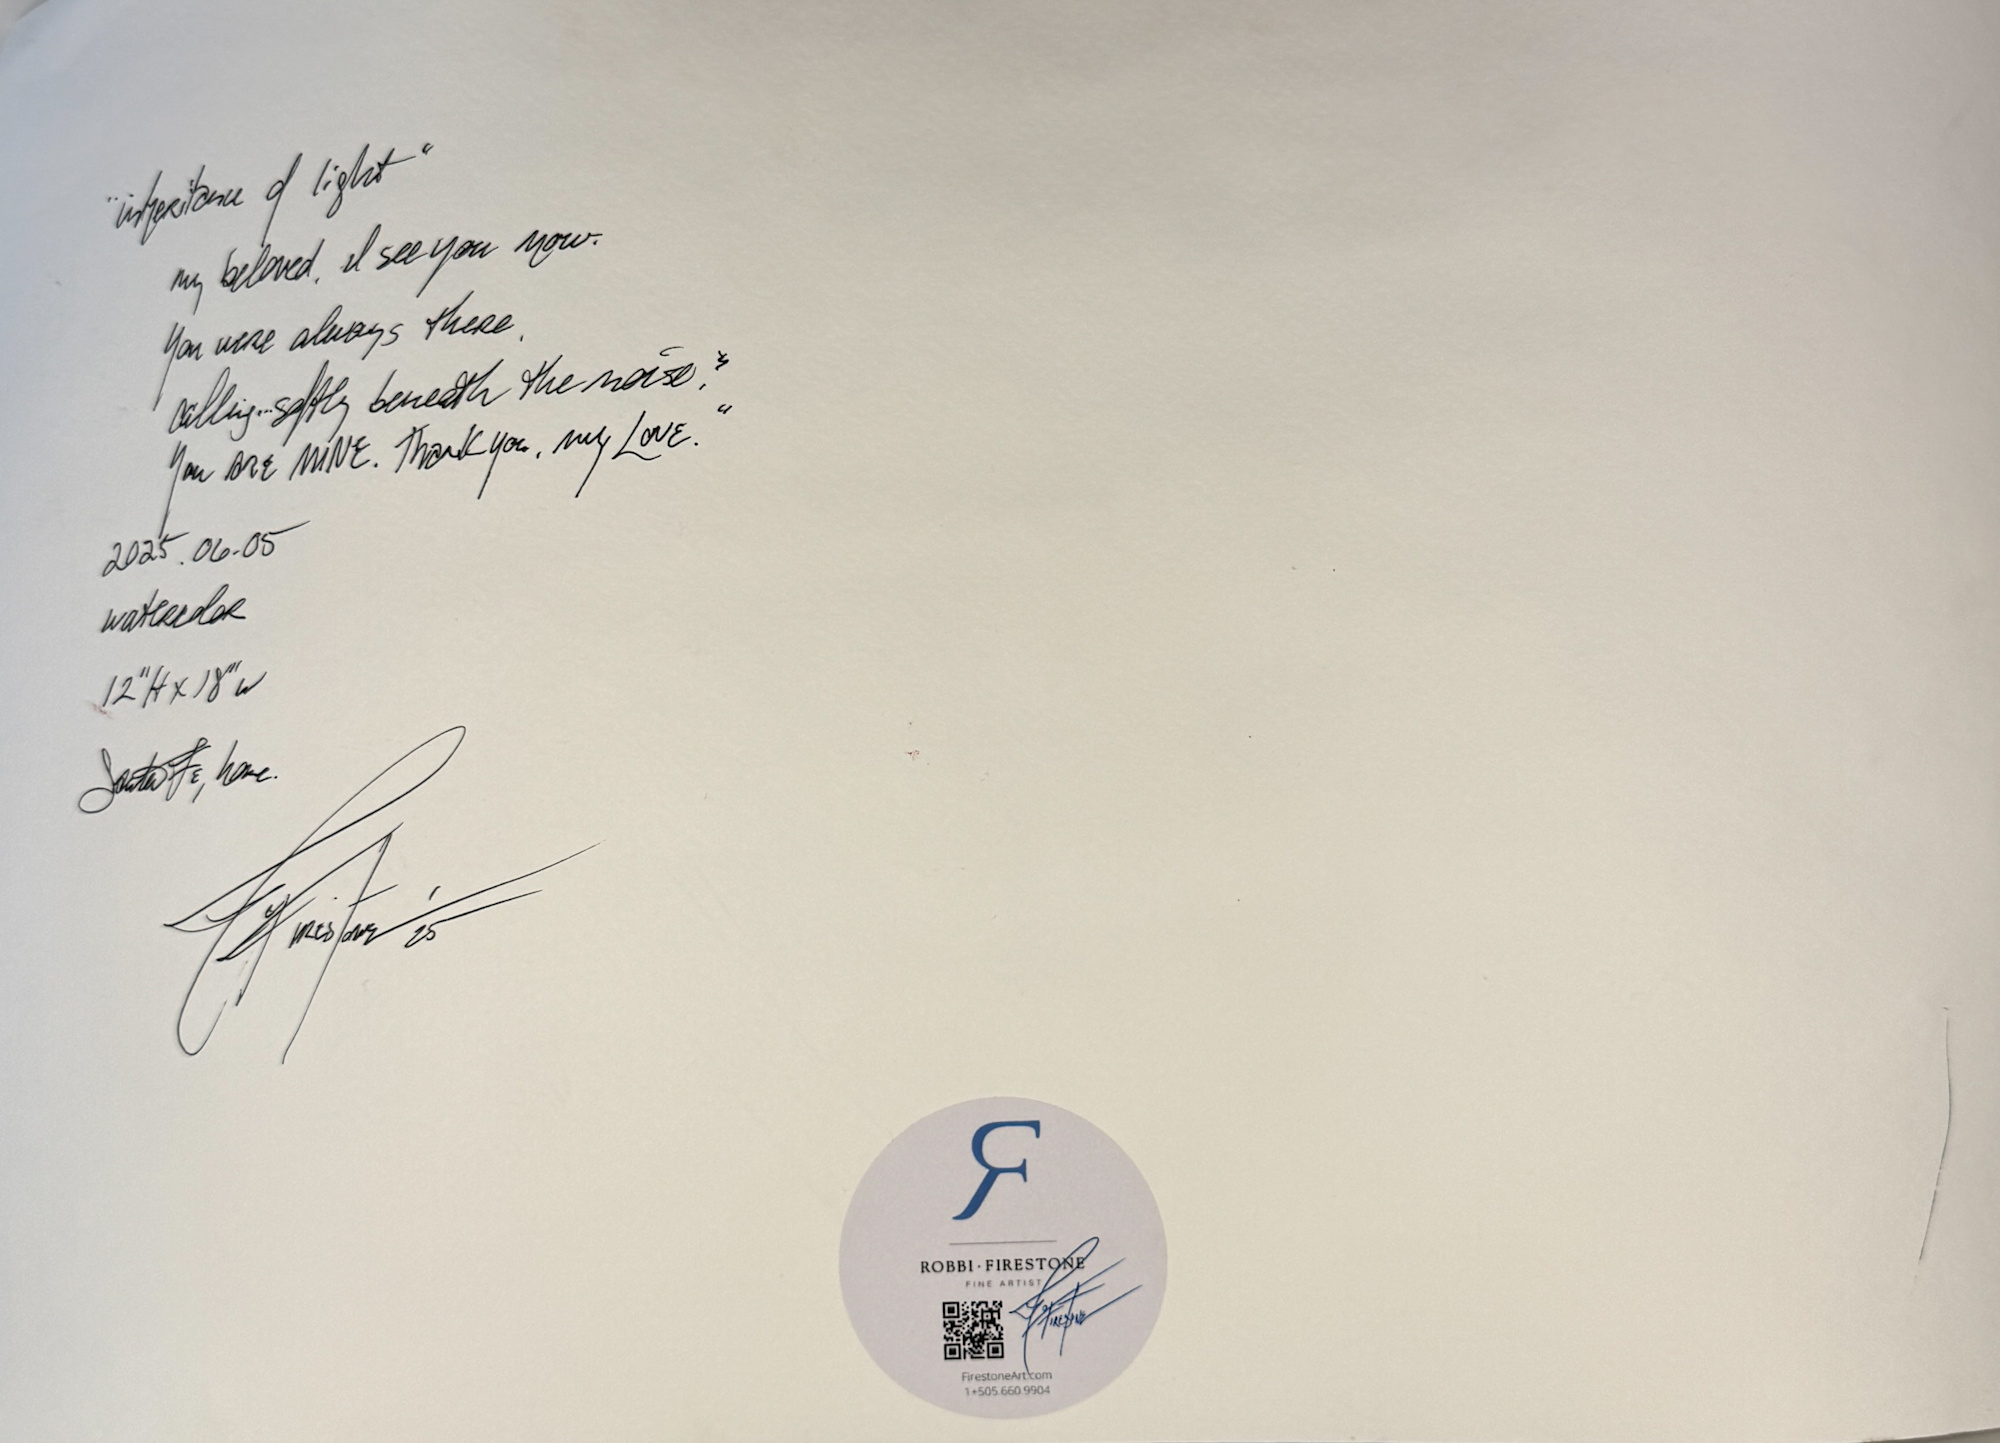 "inheritance of light"
my beloved, I see you now.
You were always there,
calling...softly beneath the noise.
You ARE MINE. Thank you, my LOVE."
2025.06-05
watercolor
12"H x 18"W
Santa Fe, home.
Firestone '25
ROBBI · FIRESTONE
FINE ARTIST
Firestone
FirestoneArt.com
1+505.660.9904